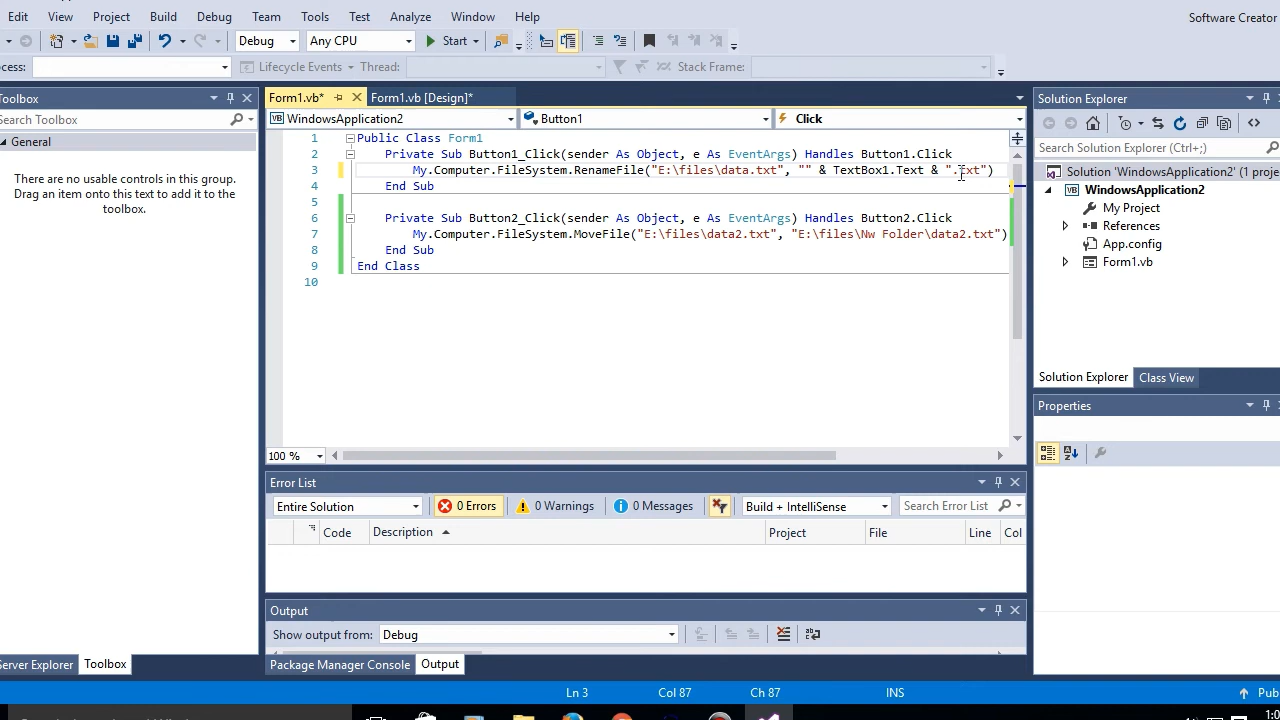 Edit View Project Build Debug Team Tools Test Analyze Window Help Software Creator
Debug Any CPU Start
cess: Lifecycle Events Thread: Stack Frame:
Toolbox
Search Toolbox
General
There are no usable controls in this group.
Drag an item onto this text to add it to the
toolbox.
Server Explorer Toolbox
Form1.vb* Form1.vb [Design]*
WindowsApplication2 Button1 Click
1 Public Class Form1
2 Private Sub Button1_Click(sender As Object, e As EventArgs) Handles Button1.Click
3 My.Computer.FileSystem.RenameFile("E:\files\data.txt", "" & TextBox1.Text & ".txt")
4 End Sub
5
6 Private Sub Button2_Click(sender As Object, e As EventArgs) Handles Button2.Click
7 My.Computer.FileSystem.MoveFile("E:\files\data2.txt", "E:\files\Nw Folder\data2.txt")
8 End Sub
9 End Class
10
100 %
Error List
Entire Solution 0 Errors 0 Warnings 0 Messages Build + IntelliSense Search Error List
Code Description Project File Line Col
Output
Show output from: Debug
Package Manager Console Output
Solution Explorer
Search Solution Explorer (Ctrl+;)
Solution 'WindowsApplication2' (1 proje
WindowsApplication2
My Project
References
App.config
Form1.vb
Solution Explorer Class View
Properties
Ln 3 Col 87 Ch 87 INS Pub